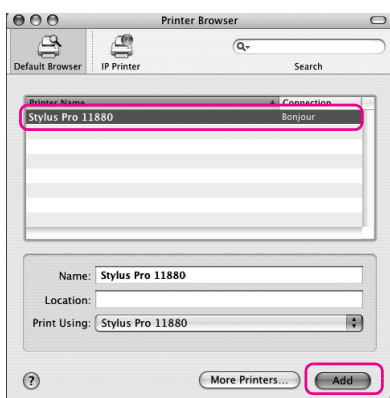 Printer Browser
Default Browser IP Printer Search
Printer Name Connection
Stylus Pro 11880 Bonjour
Name: Stylus Pro 11880
Location:
Print Using: Stylus Pro 11880
? More Printers... Add